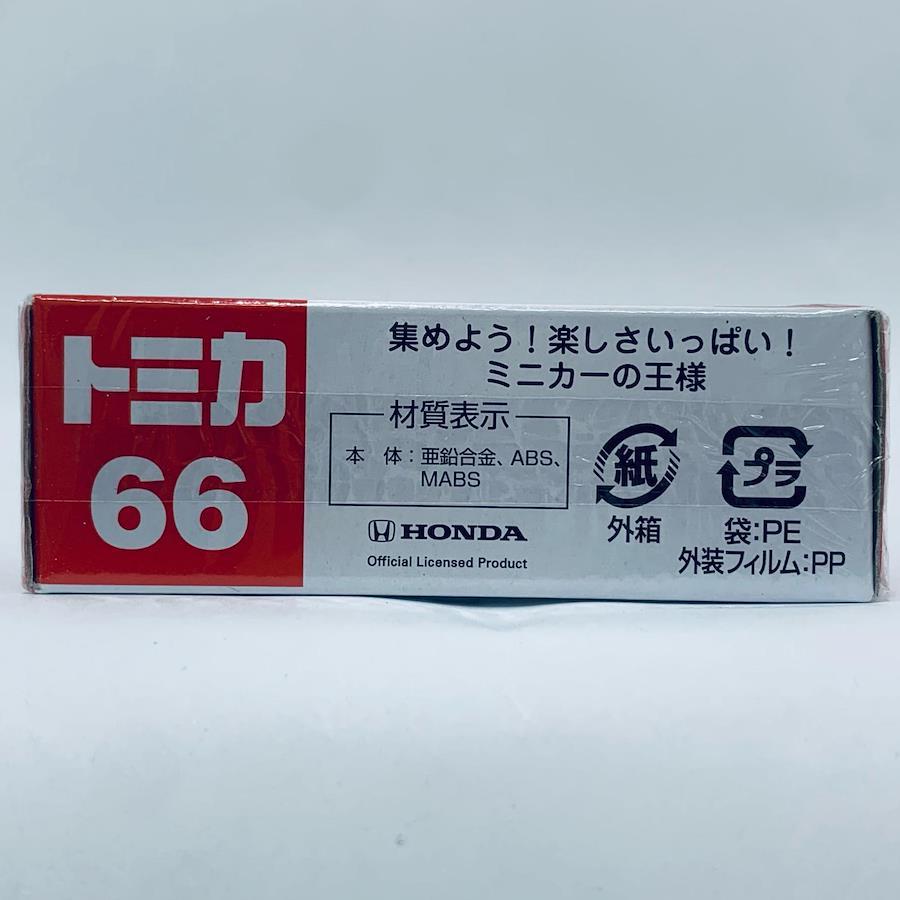 トミカ
66
集めよう！楽しさいっぱい！
ミニカーの王様
材質表示
本　体：亜鉛合金、ABS、
MABS
HONDA
Official Licensed Product
紙
外箱
プラ
袋：PE
外装フィルム：PP